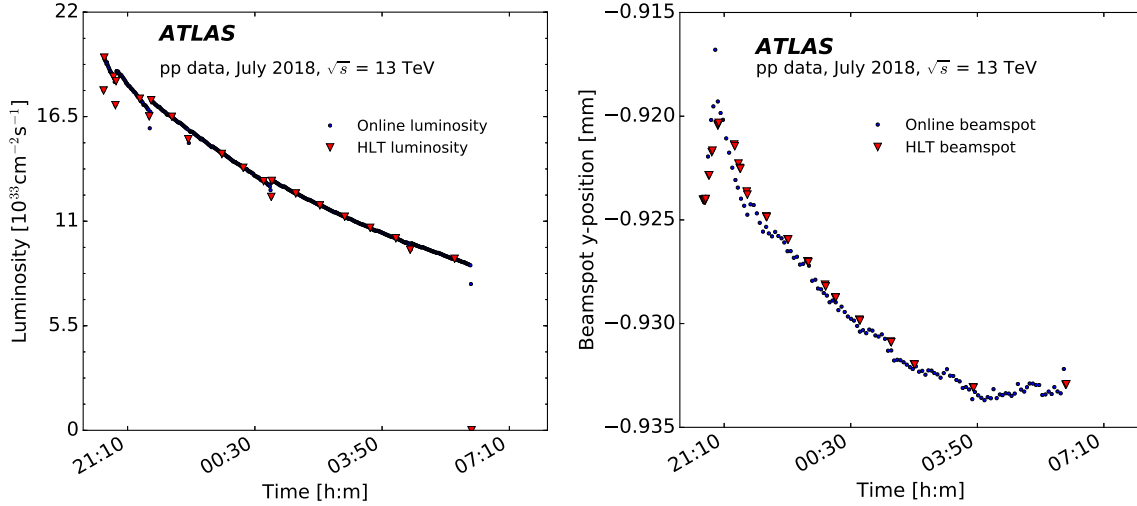 ATLAS
pp data, July 2018, √s = 13 TeV
Online luminosity
HLT luminosity
Luminosity [10³³cm⁻²s⁻¹]
22
16.5
11
5.5
0
21:10
00:30
03:50
07:10
Time [h:m]
ATLAS
pp data, July 2018, √s = 13 TeV
Online beamspot
HLT beamspot
Beamspot y-position [mm]
−0.915
−0.920
−0.925
−0.930
−0.935
21:10
00:30
03:50
07:10
Time [h:m]